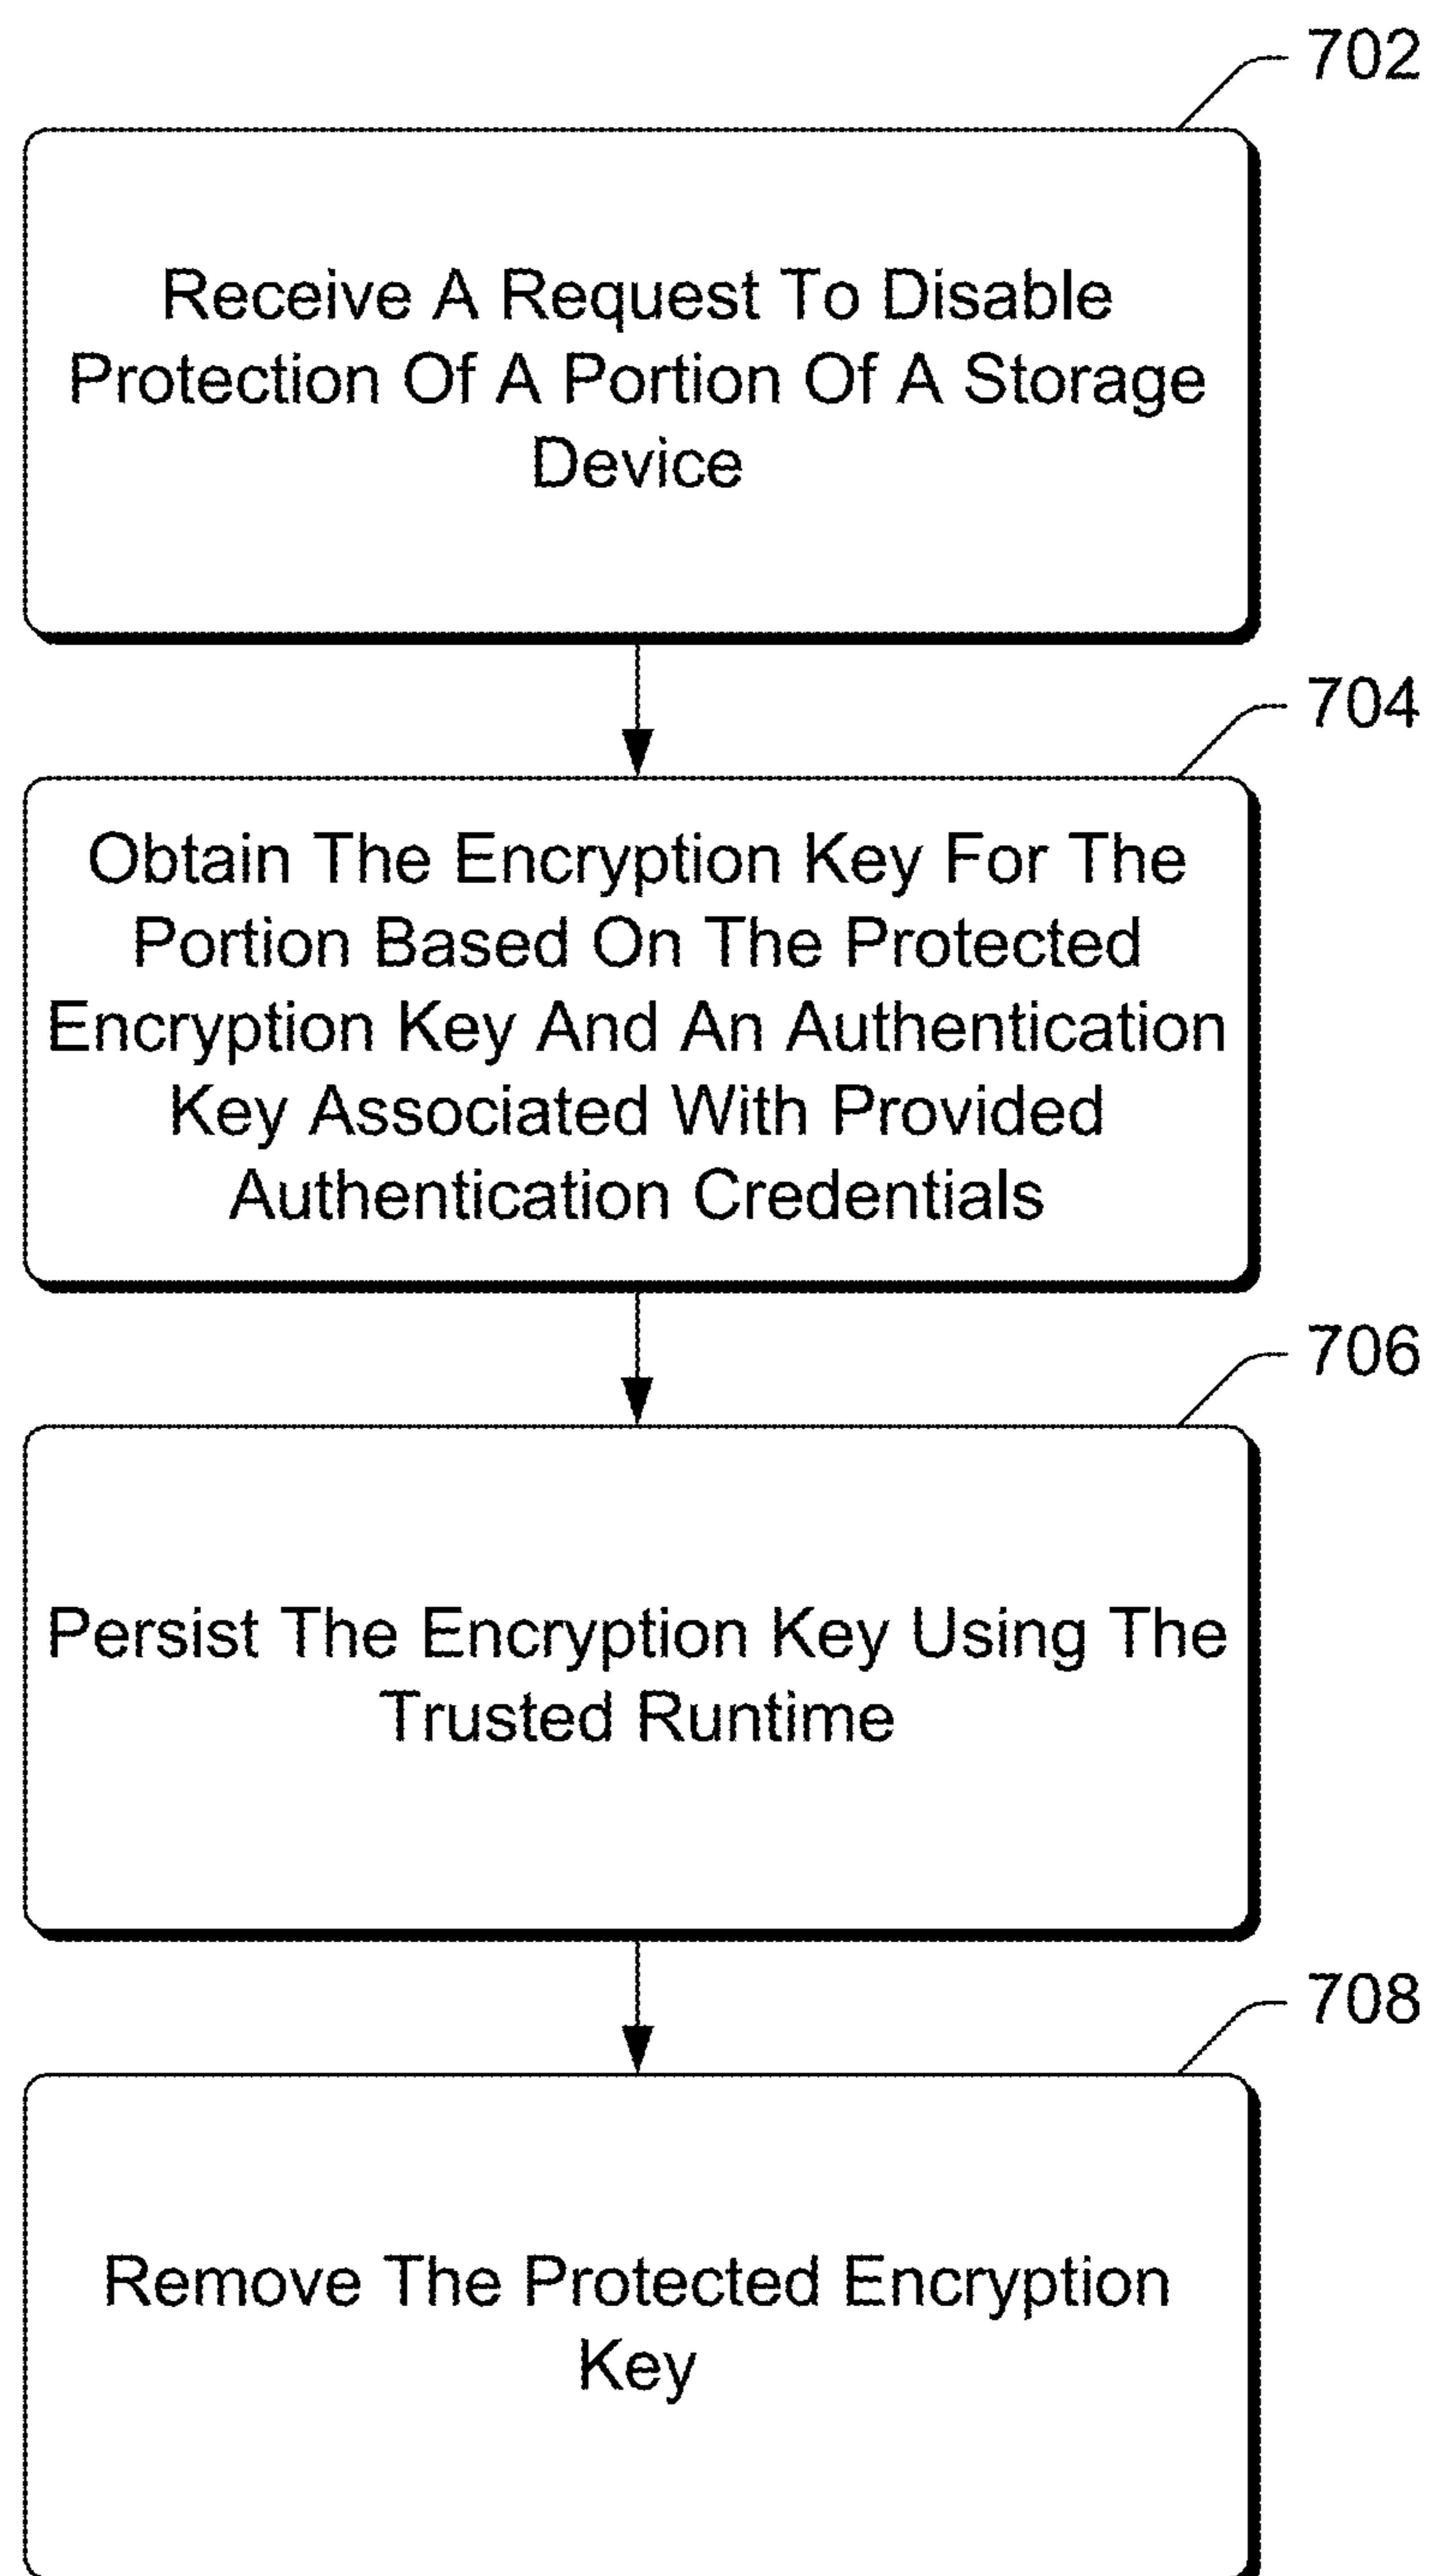 702
Receive A Request To Disable
Protection Of A Portion Of A Storage
Device
704
Obtain The Encryption Key For The
Portion Based On The Protected
Encryption Key And An Authentication
Key Associated With Provided
Authentication Credentials
706
Persist The Encryption Key Using The
Trusted Runtime
708
Remove The Protected Encryption
Key